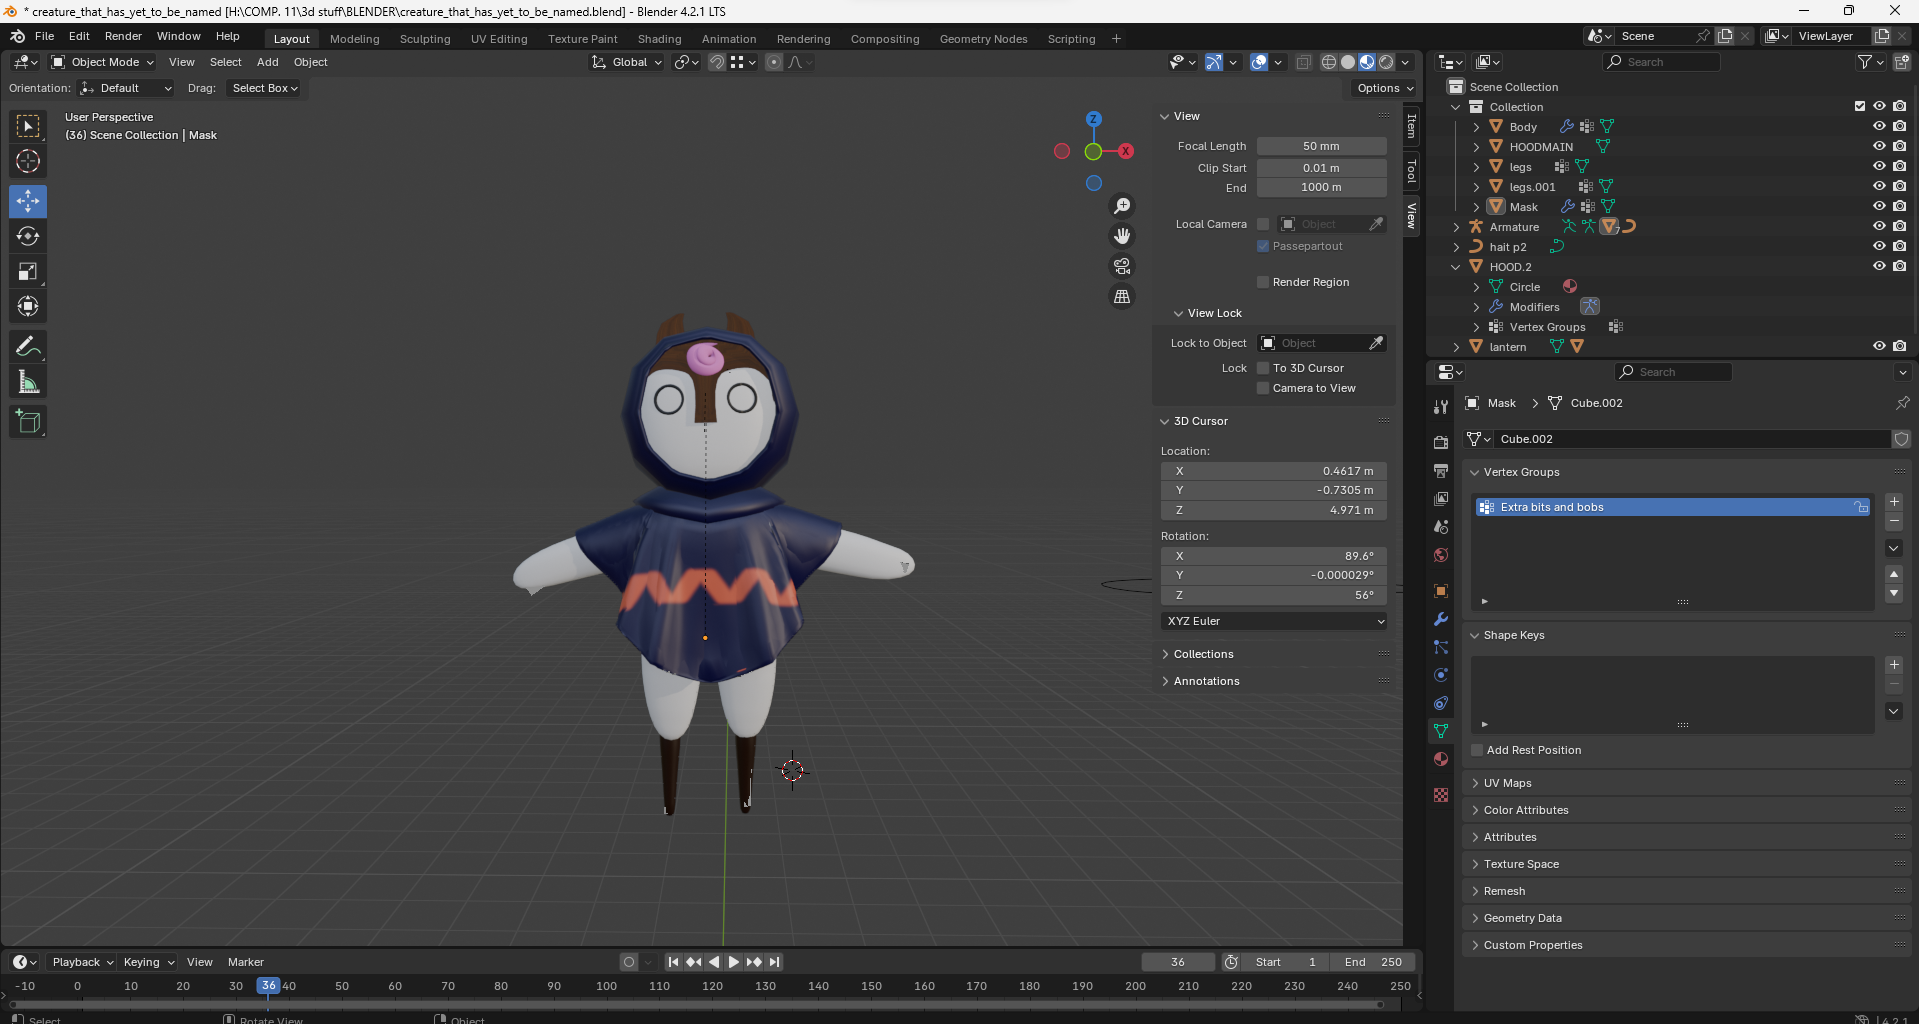 * creature_that_has_yet_to_be_named [H:\COMP. 11\3d stuff\BLENDER\creature_that_has_yet_to_be_named.blend] - Blender 4.2.1 LTS
File Edit Render Window Help Layout Modeling Sculpting UV Editing Texture Paint Shading Animation Rendering Compositing Geometry Nodes Scripting + Scene ViewLayer
Object Mode View Select Add Object Global Search
Orientation: Default Drag: Select Box Options
User Perspective
(36) Scene Collection | Mask
Z
X
View
Focal Length 50 mm
Clip Start 0.01 m
End 1000 m
Local Camera Object
Passepartout
Render Region
View Lock
Lock to Object Object
Lock To 3D Cursor
Camera to View
3D Cursor
Location:
X 0.4617 m
Y -0.7305 m
Z 4.971 m
Rotation:
X 89.6°
Y -0.000029°
Z 56°
XYZ Euler
Collections
Annotations
Item
Tool
View
Scene Collection
Collection
Body
HOODMAIN
legs
legs.001
Mask
Armature 7
hait p2
HOOD.2
Circle
Modifiers
Vertex Groups
lantern
Search
Mask Cube.002
Cube.002
Vertex Groups
Extra bits and bobs
Shape Keys
Add Rest Position
UV Maps
Color Attributes
Attributes
Texture Space
Remesh
Geometry Data
Custom Properties
Playback Keying View Marker 36 Start 1 End 250
-10 0 10 20 30 36 40 50 60 70 80 90 100 110 120 130 140 150 160 170 180 190 200 210 220 230 240 250
Select Rotate View Object 4.2.1